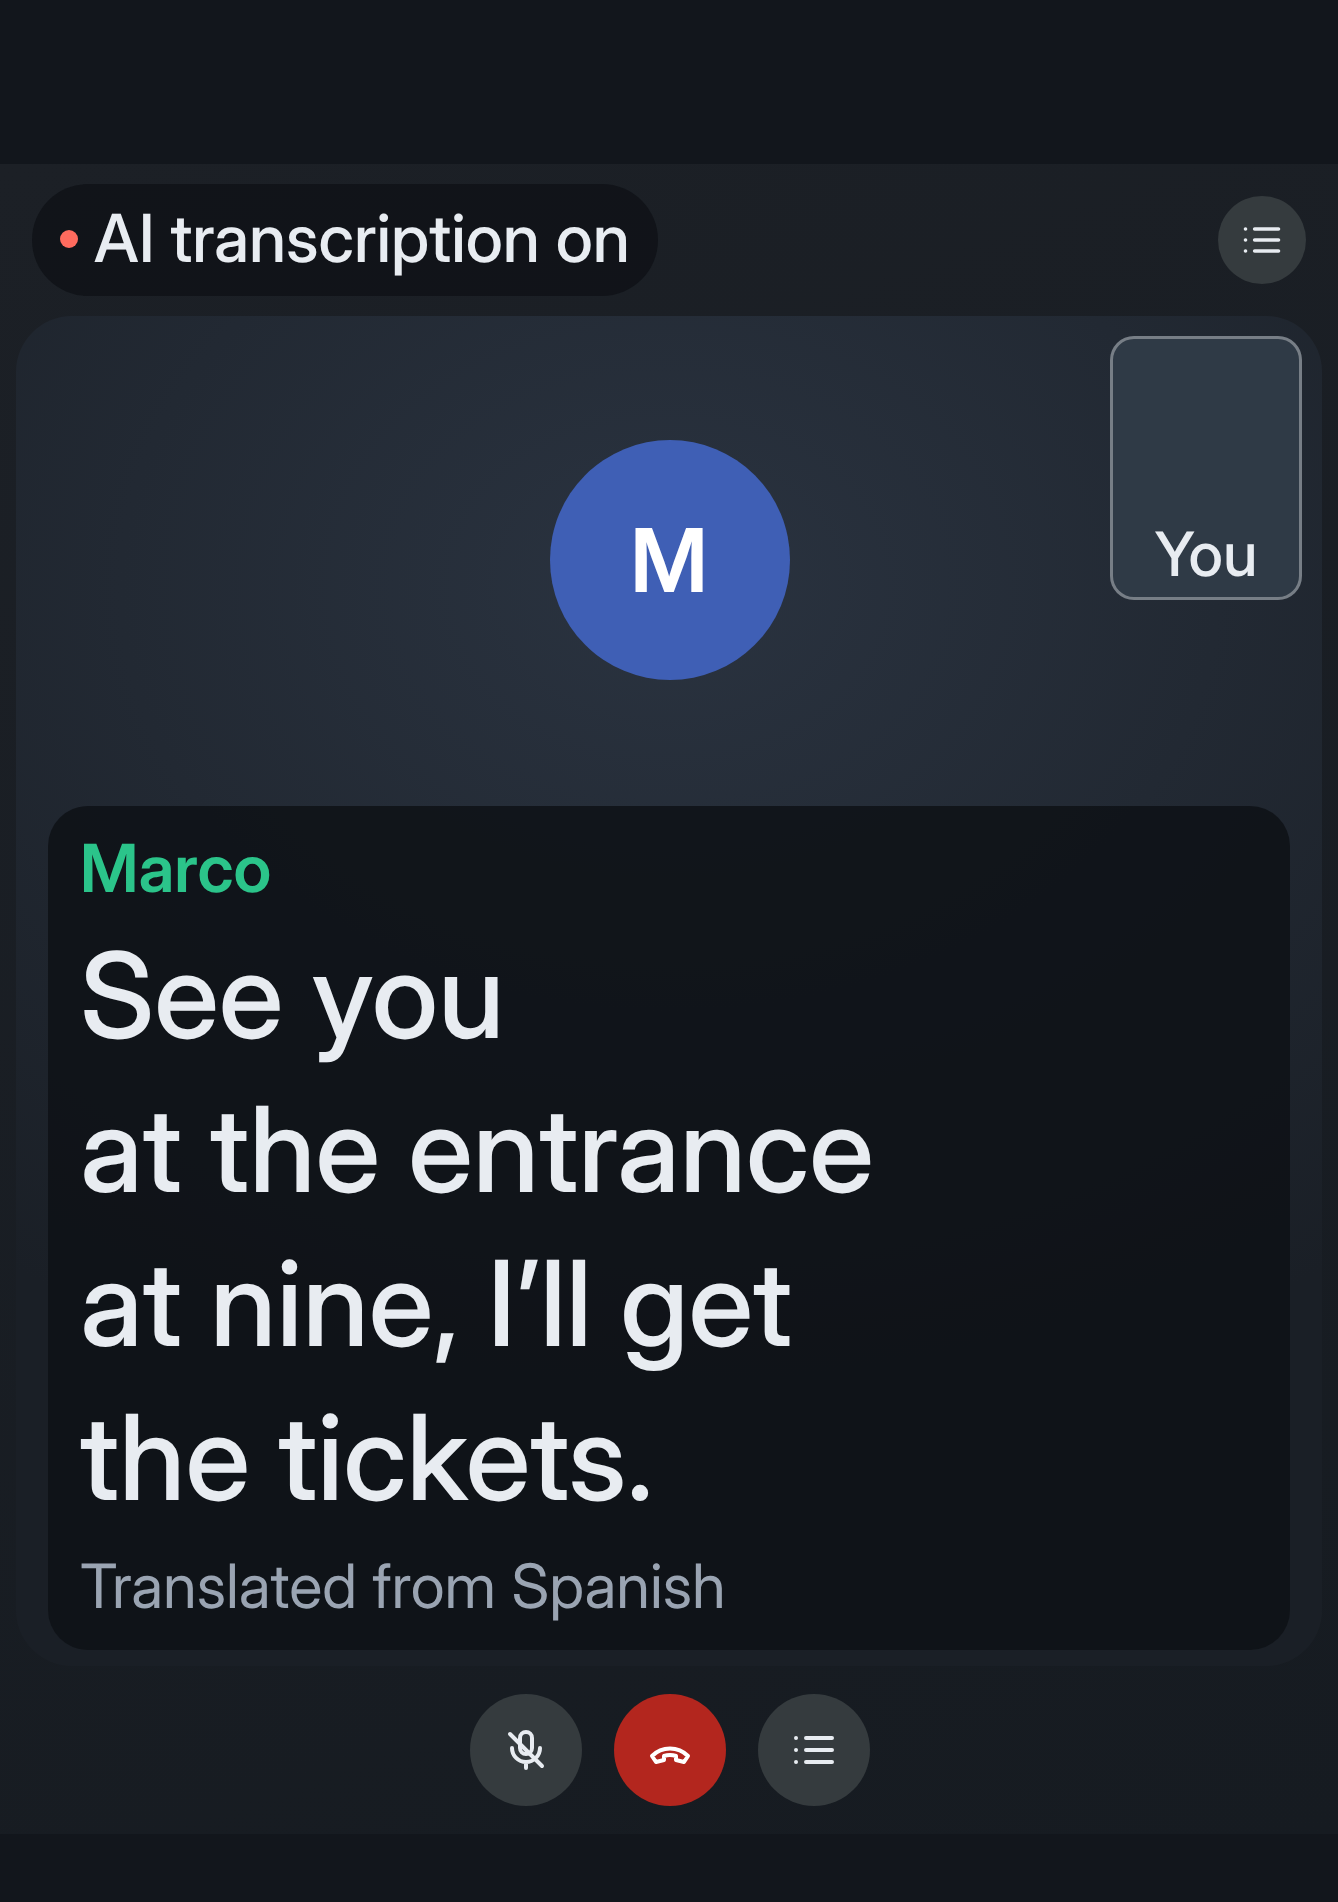 AI transcription on
You
M
Marco
See you
at the entrance
at nine, I’ll get
the tickets.
Translated from Spanish